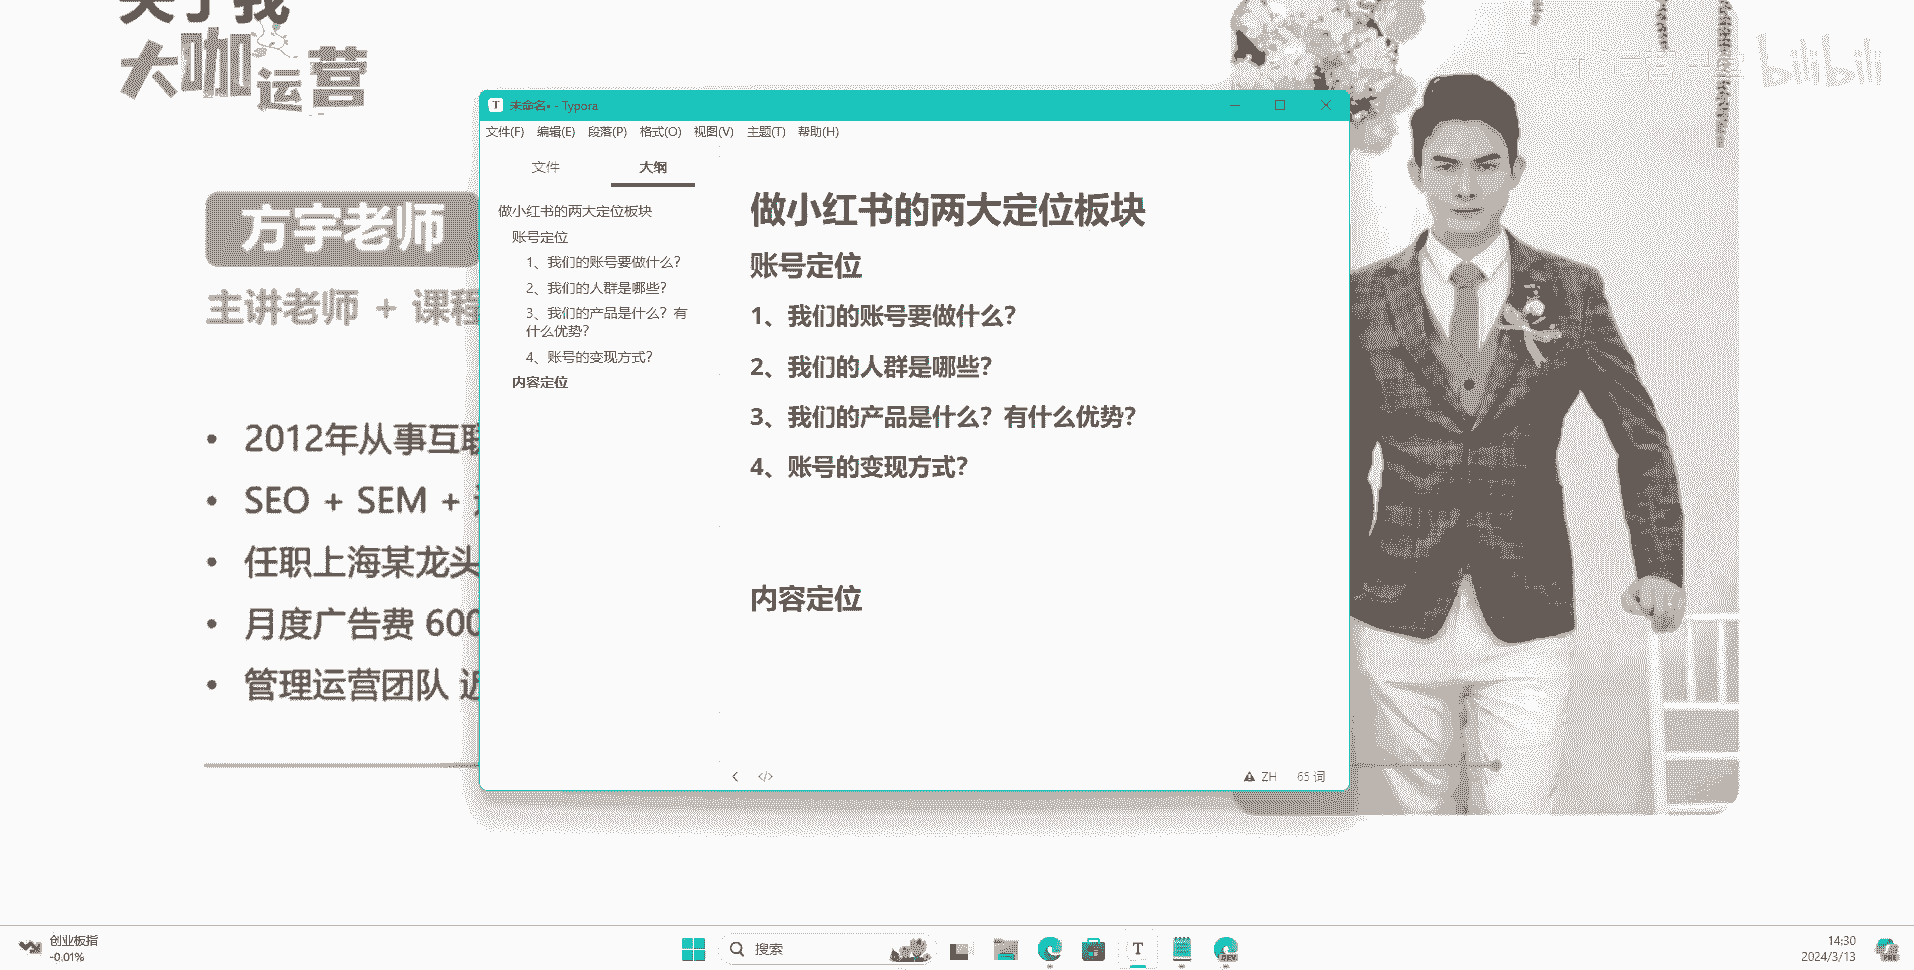 关于我
大咖运营
bilibili
方宇老师
主讲老师 + 课程
2012年从事互联
SEO + SEM +
任职上海某龙头
月度广告费 600
管理运营团队 近
未命名• - Typora
文件(F) 编辑(E) 段落(P) 格式(O) 视图(V) 主题(T) 帮助(H)
文件 大纲
做小红书的两大定位板块
账号定位
1、我们的账号要做什么？
2、我们的人群是哪些？
3、我们的产品是什么？有
什么优势？
4、账号的变现方式？
内容定位
做小红书的两大定位板块
账号定位
1、我们的账号要做什么？
2、我们的人群是哪些？
3、我们的产品是什么？有什么优势？
4、账号的变现方式？
内容定位
ZH 65 词
创业板指
-0.01%
搜索
DEV
14:30
2024/3/13
PRE